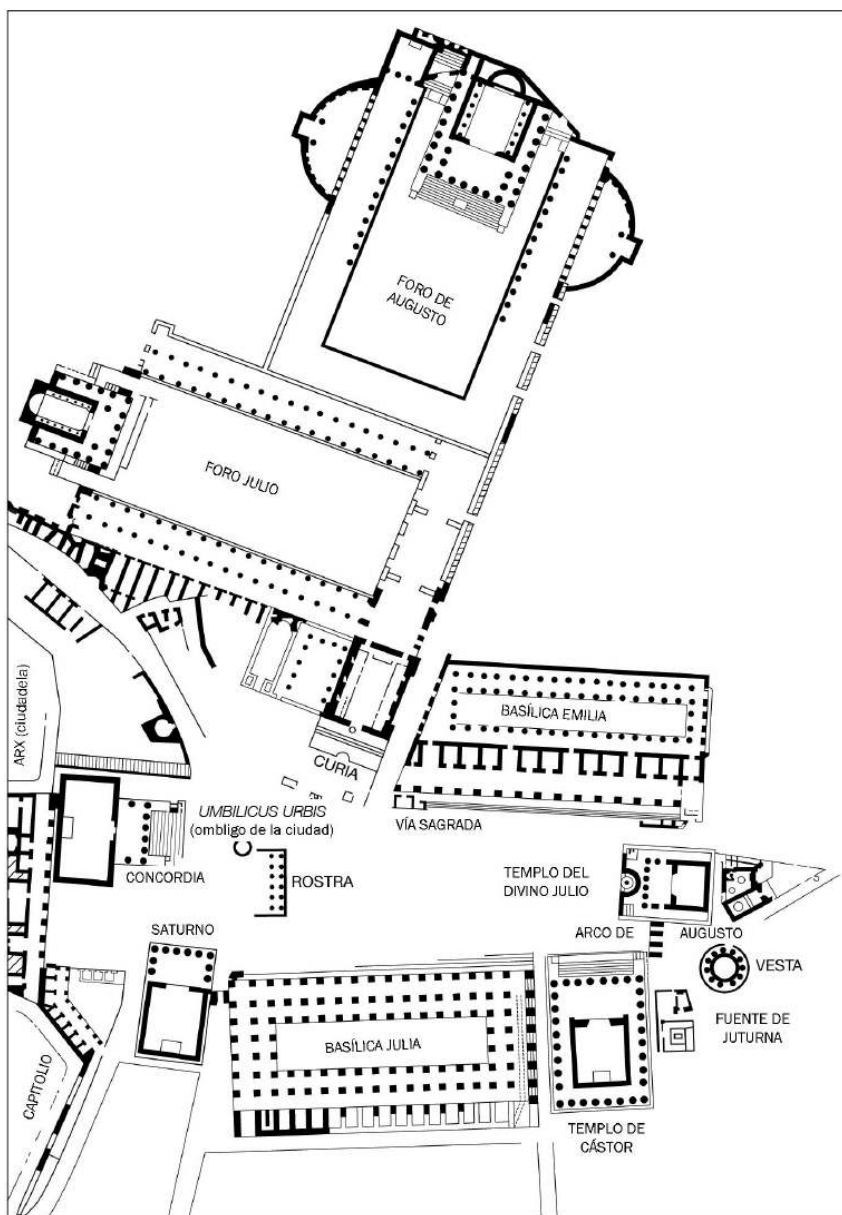 FORO DE
AUGUSTO
FORO JULIO
ARX (ciudadela)
BASÍLICA EMILIA
CURIA
UMBILICUS URBIS
(ombligo de la ciudad)
VÍA SAGRADA
CONCORDIA
ROSTRA
TEMPLO DEL
DIVINO JULIO
SATURNO
ARCO DE AUGUSTO
VESTA
FUENTE DE
JUTURNA
BASÍLICA JULIA
CAPITOLIO
TEMPLO DE
CÁSTOR